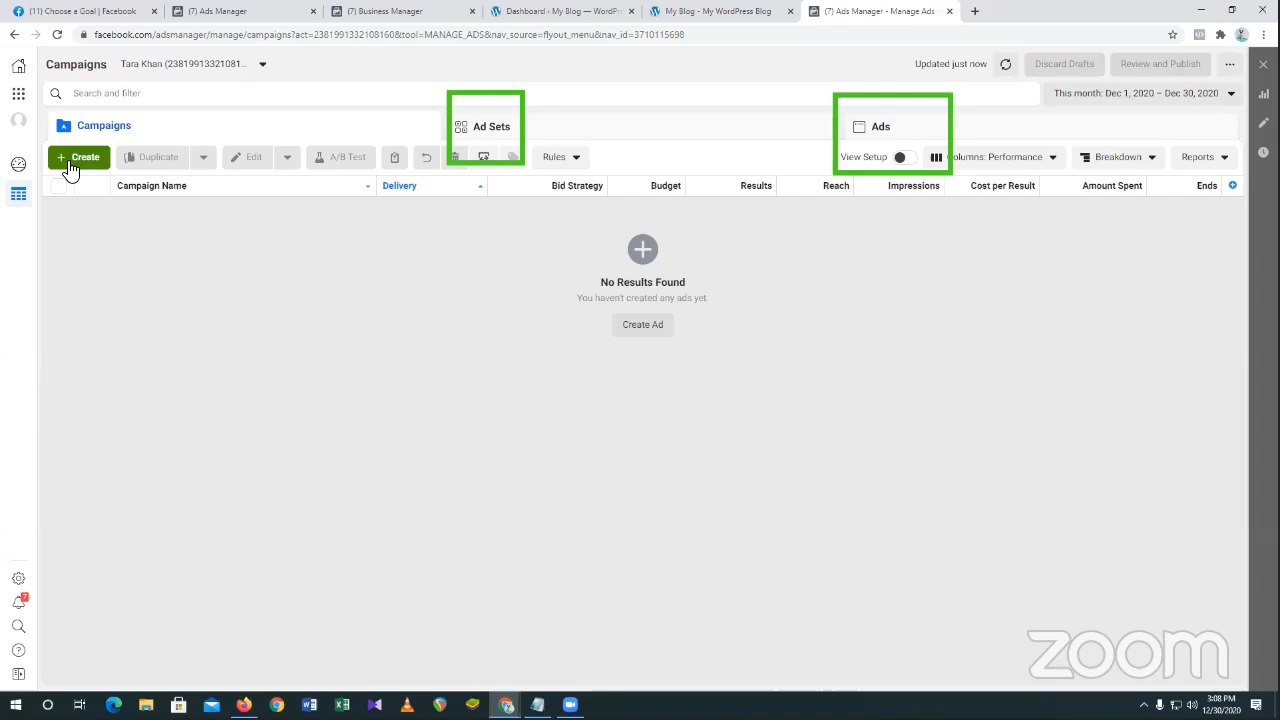 (11) Choose a Goal | Facebook
(7) Ads Manager
(7) Business Manager
Dashboard ‹ My Blog — WordPr
My Blog - My WordPress Blog
(7) Ads Manager - Manage Ads -
facebook.com/adsmanager/manage/campaigns?act=238199133210816&tool=MANAGE_ADS&nav_source=flyout_menu&nav_id=3710115698
Campaigns
Tara Khan (23819913321081...
Updated just now
Discard Drafts
Review and Publish
Search and filter
This month: Dec 1, 2020 – Dec 30, 2020
Campaigns
Ad Sets
Ads
+ Create
Duplicate
Edit
A/B Test
Rules
View Setup
olumns: Performance
Breakdown
Reports
Campaign Name
Delivery
Bid Strategy
Budget
Results
Reach
Impressions
Cost per Result
Amount Spent
Ends
No Results Found
You haven't created any ads yet.
Create Ad
7
zoom
3:08 PM
12/30/2020